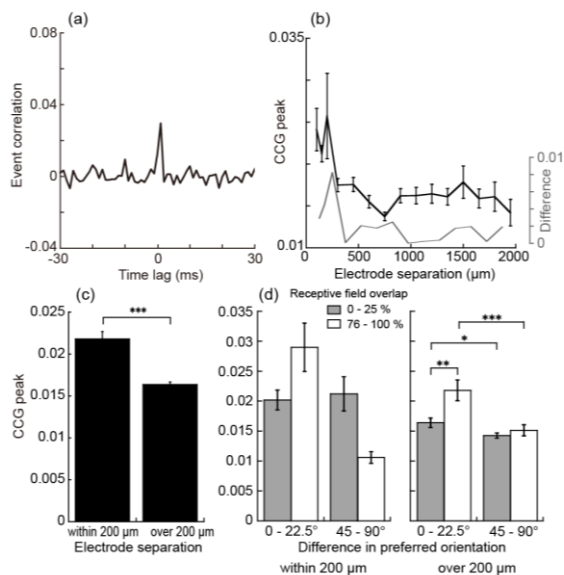 (a)
0.08
0.04
0
-0.04
Event correlation
-30
0
30
Time lag (ms)
(b)
0.035
0.01
CCG peak
0.01
0
Difference
0
500
1000
1500
2000
Electrode separation (μm)
(c)
***
0.025
0.02
0.015
0.01
0.005
0
CCG peak
within 200 μm
over 200 μm
Electrode separation
(d)
Receptive field overlap
0 - 25 %
76 - 100 %
0.035
0.03
0.025
0.02
0.015
0.01
0.005
0
***
*
**
0 - 22.5°
45 - 90°
0 - 22.5°
45 - 90°
Difference in preferred orientation
within 200 μm
over 200 μm